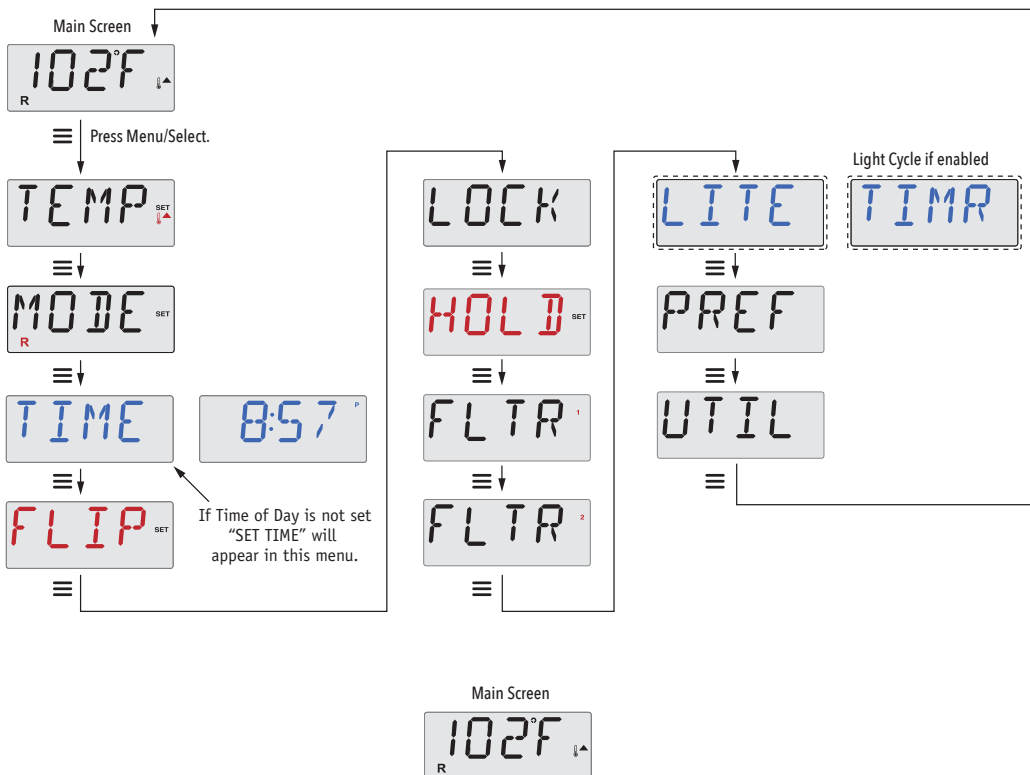 Main Screen
102°F
R
Press Menu/Select.
TEMP SET
MODE SET
R
TIME
8:57 P
If Time of Day is not set
“SET TIME” will
appear in this menu.
FLIP SET
LOCK
HOLD SET
FLTR 1
FLTR 2
LITE
Light Cycle if enabled
TIMR
PREF
UTIL
Main Screen
102°F
R